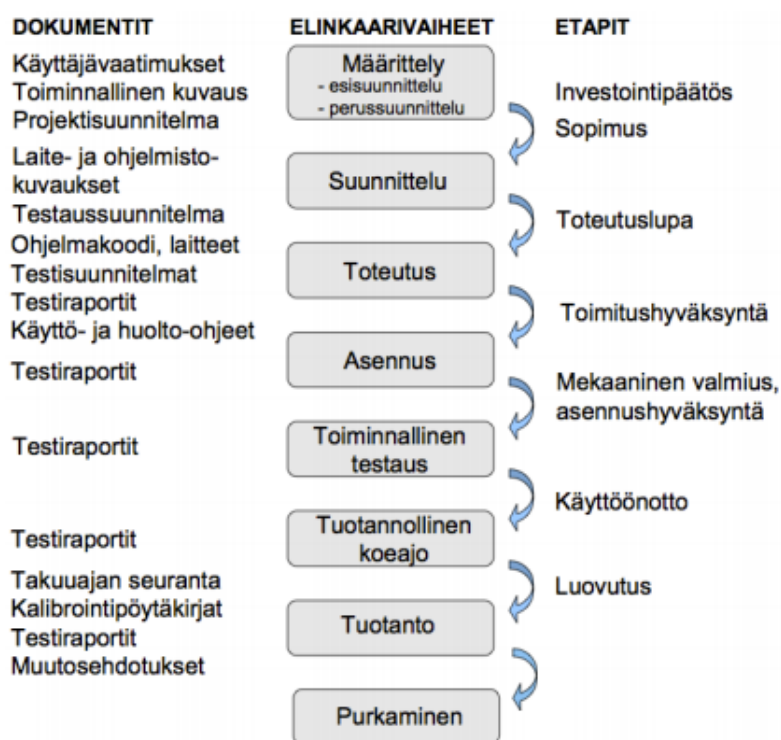 DOKUMENTIT
ELINKAARIVAIHEET
ETAPIT
Käyttäjävaatimukset
Toiminnallinen kuvaus
Projektisuunnitelma
Määrittely
- esisuunnittelu
- perussuunnittelu
Investointipäätös
Sopimus
Laite- ja ohjelmisto-
kuvaukset
Testaussuunnitelma
Suunnittelu
Toteutuslupa
Ohjelmakoodi, laitteet
Testisuunnitelmat
Testiraportit
Käyttö- ja huolto-ohjeet
Toteutus
Toimitushyväksyntä
Testiraportit
Asennus
Mekaaninen valmius,
asennushyväksyntä
Testiraportit
Toiminnallinen
testaus
Käyttöönotto
Testiraportit
Tuotannollinen
koeajo
Luovutus
Takuuajan seuranta
Kalibrointipöytäkirjat
Testiraportit
Muutosehdotukset
Tuotanto
Purkaminen